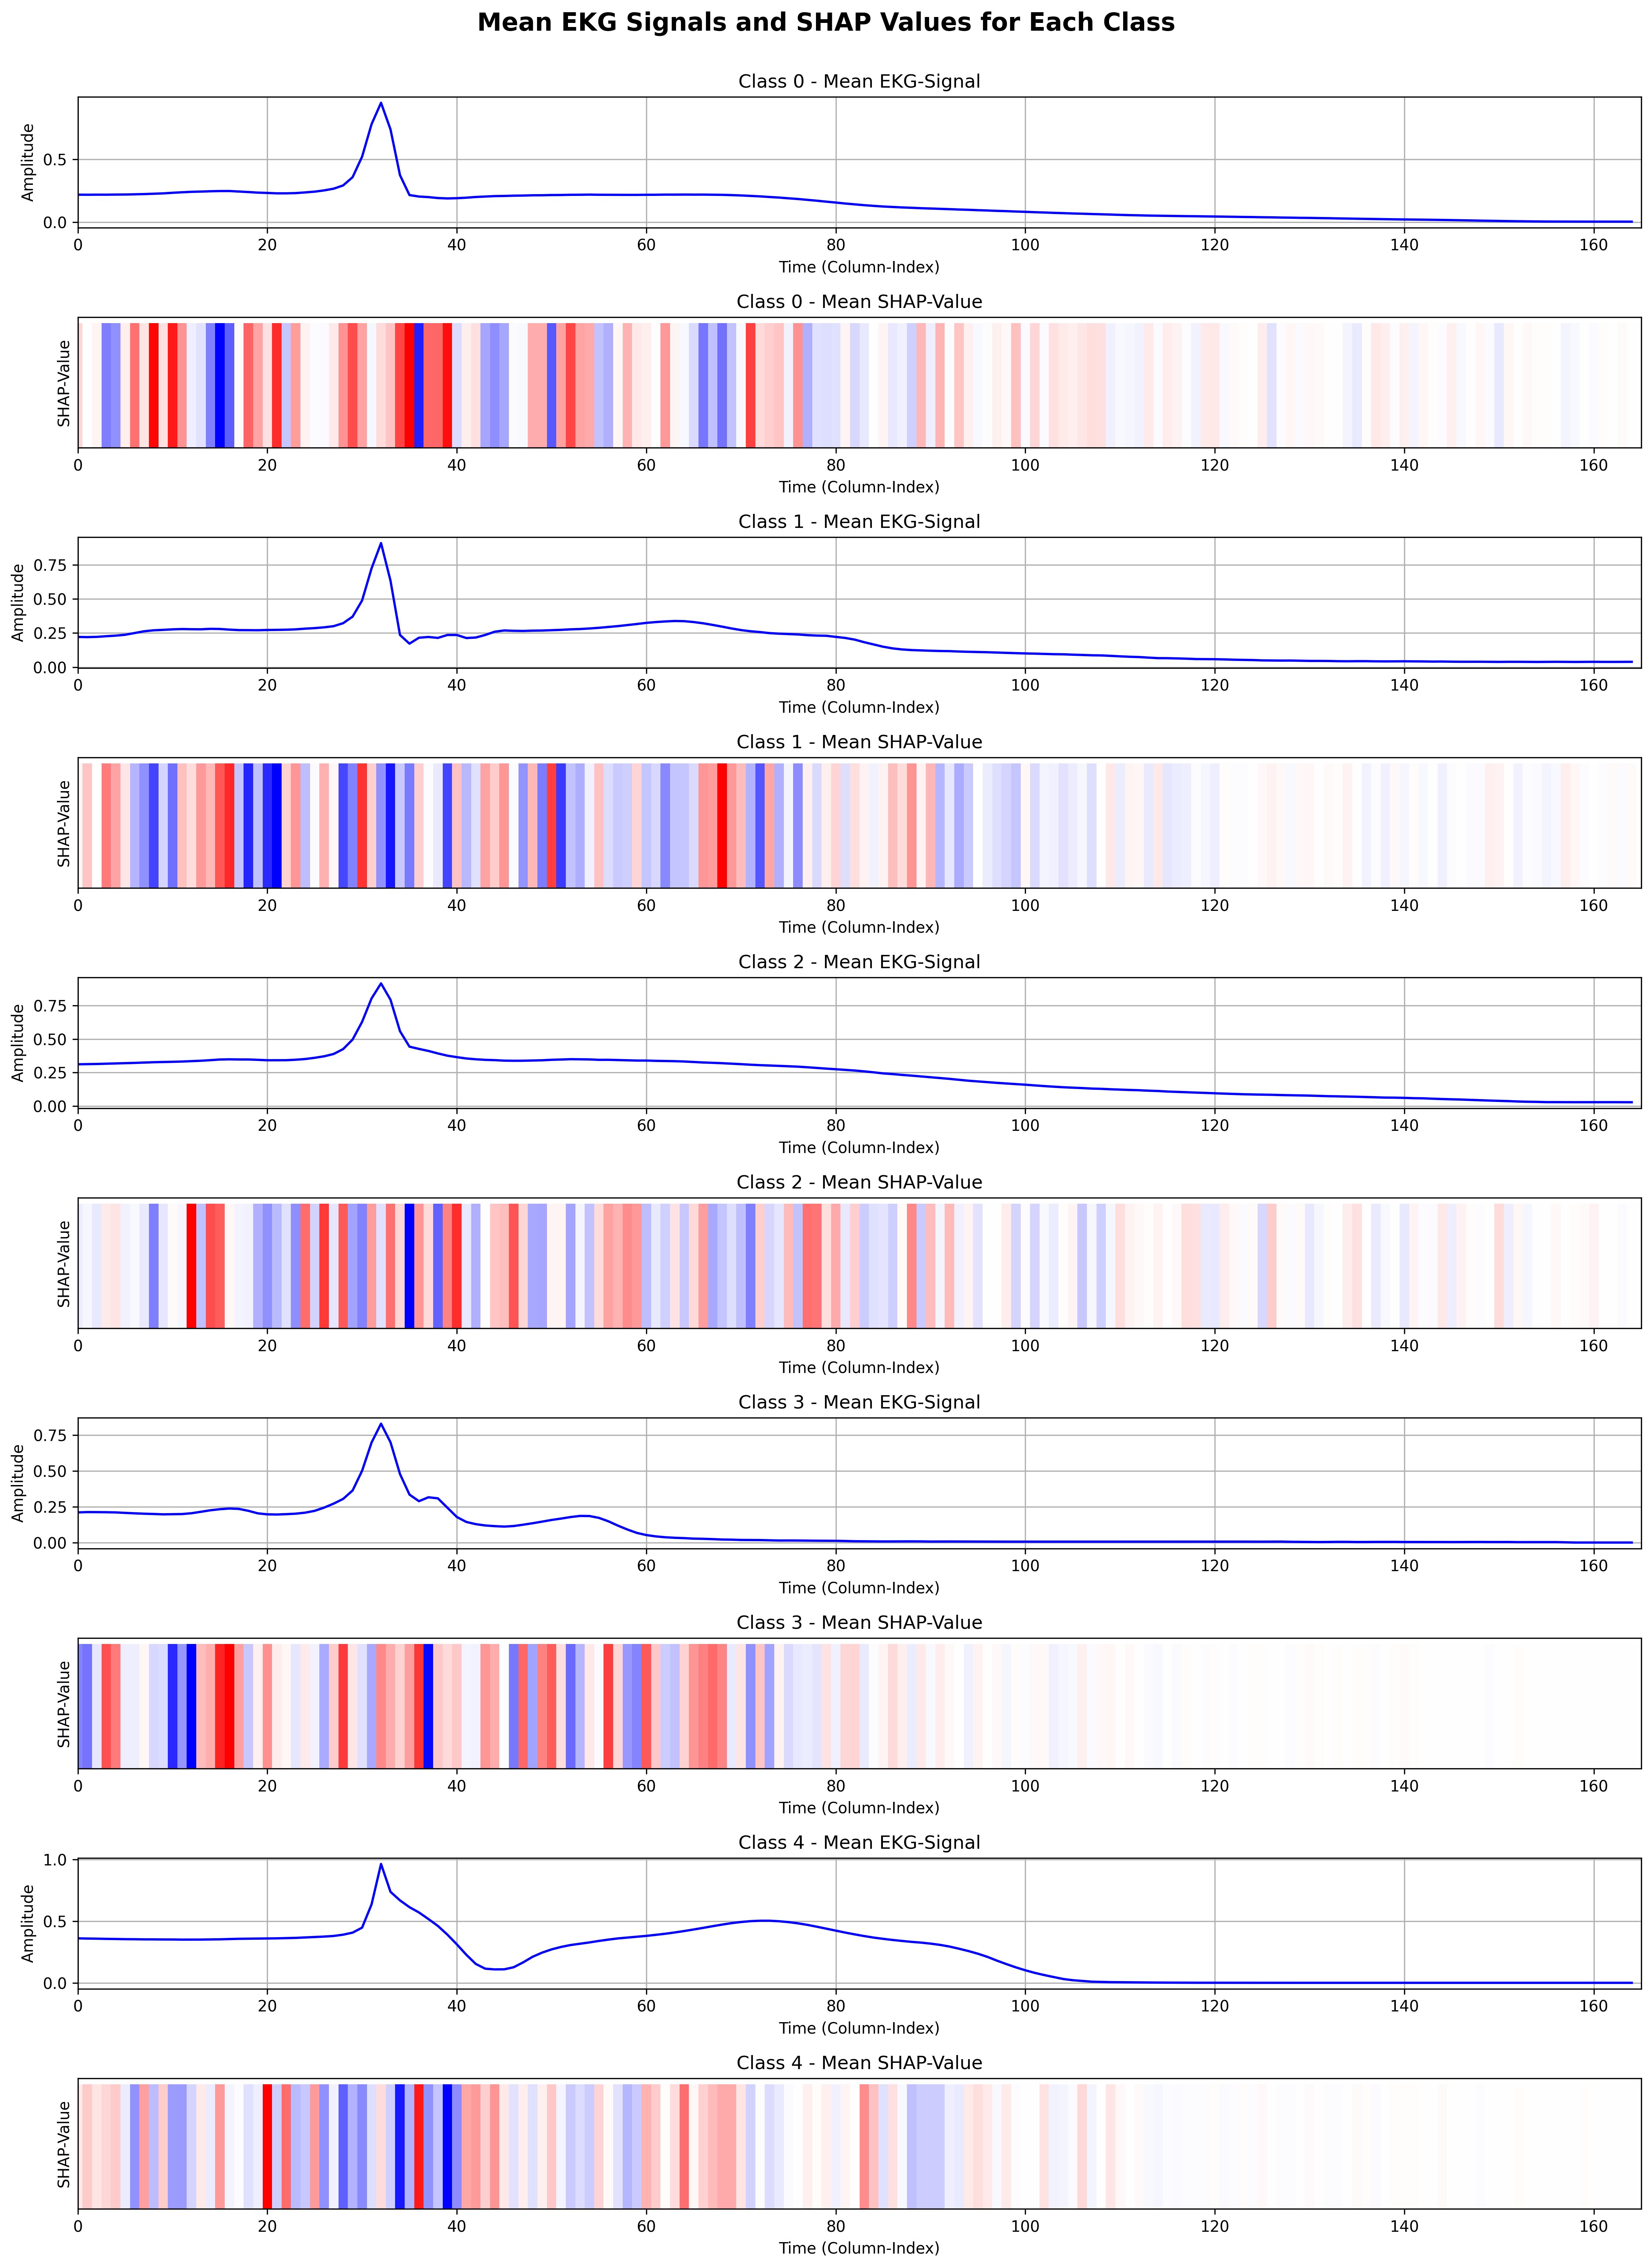 Mean EKG Signals and SHAP Values for Each Class
Class 0 - Mean EKG-Signal
Amplitude
0.5
0.0
0 20 40 60 80 100 120 140 160
Time (Column-Index)
Class 0 - Mean SHAP-Value
SHAP-Value
0 20 40 60 80 100 120 140 160
Time (Column-Index)
Class 1 - Mean EKG-Signal
Amplitude
0.75
0.50
0.25
0.00
0 20 40 60 80 100 120 140 160
Time (Column-Index)
Class 1 - Mean SHAP-Value
SHAP-Value
0 20 40 60 80 100 120 140 160
Time (Column-Index)
Class 2 - Mean EKG-Signal
Amplitude
0.75
0.50
0.25
0.00
0 20 40 60 80 100 120 140 160
Time (Column-Index)
Class 2 - Mean SHAP-Value
SHAP-Value
0 20 40 60 80 100 120 140 160
Time (Column-Index)
Class 3 - Mean EKG-Signal
Amplitude
0.75
0.50
0.25
0.00
0 20 40 60 80 100 120 140 160
Time (Column-Index)
Class 3 - Mean SHAP-Value
SHAP-Value
0 20 40 60 80 100 120 140 160
Time (Column-Index)
Class 4 - Mean EKG-Signal
Amplitude
1.0
0.5
0.0
0 20 40 60 80 100 120 140 160
Time (Column-Index)
Class 4 - Mean SHAP-Value
SHAP-Value
0 20 40 60 80 100 120 140 160
Time (Column-Index)